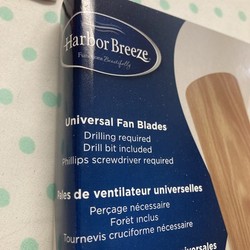 Harbor Breeze
Universal Fan Blades
Drilling required
Drill bit included
Phillips screwdriver required
Pales de ventilateur universelles
Perçage nécessaire
Foret inclus
Tournevis cruciforme nécessaire